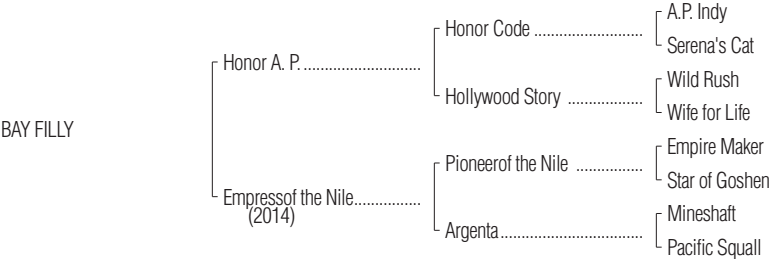 A.P. Indy
Honor Code ..........................
Serena's Cat
Honor A. P. ............................
Wild Rush
Hollywood Story ..................
Wife for Life
BAY FILLY
Empire Maker
Pioneerof the Nile ................
Star of Goshen
Empressof the Nile................
(2014)
Mineshaft
Argenta..................................
Pacific Squall